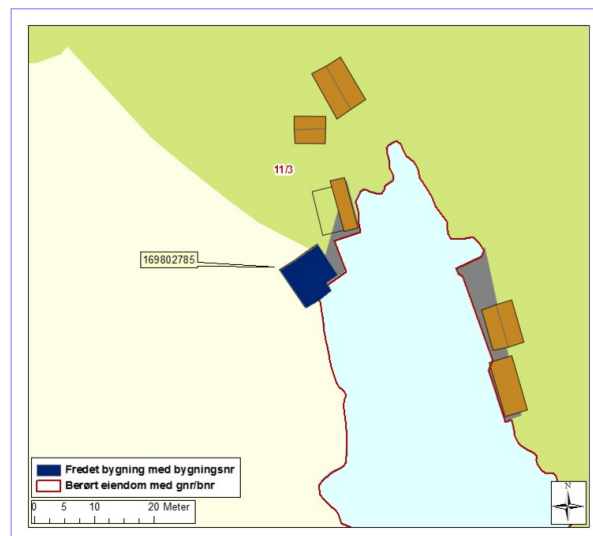 11/3
169802785
Fredet bygning med bygningsnr
Berørt eiendom med gnr/bnr
0 5 10 20 Meter
N